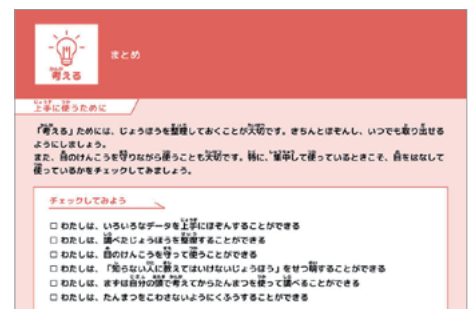 考える
まとめ
上手に使うために
「考える」ためには、じょうほうを整理しておくことが大切です。きちんとほぞんし、いつでも取り出せる
ようにしましょう。
また、目のけんこうを守りながら使うことも大切です。特に、集中して使っているときこそ、目をはなして
使っているかをチェックしてみましょう。
チェックしてみよう
□ わたしは、いろいろなデータを上手にほぞんすることができる
□ わたしは、調べたじょうほうを整理することができる
□ わたしは、目のけんこうを守って使うことができる
□ わたしは、「知らない人に教えてはいけないじょうほう」をせつ明することができる
□ わたしは、まずは自分の頭で考えてからたんまつを使って調べることができる
□ わたしは、たんまつをこわさないようにくふうすることができる